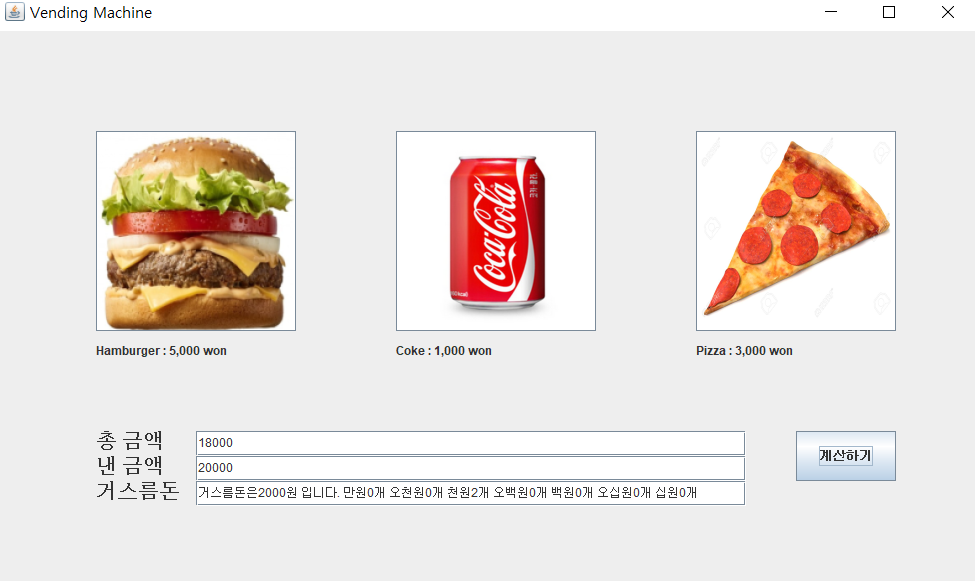 Vending Machine
Coca-Cola
코카-콜라
Hamburger : 5,000 won
Coke : 1,000 won
Pizza : 3,000 won
총 금액
18000
계산하기
낸 금액
20000
거스름돈
거스름돈은2000원 입니다. 만원0개 오천원0개 천원2개 오백원0개 백원0개 오십원0개 십원0개